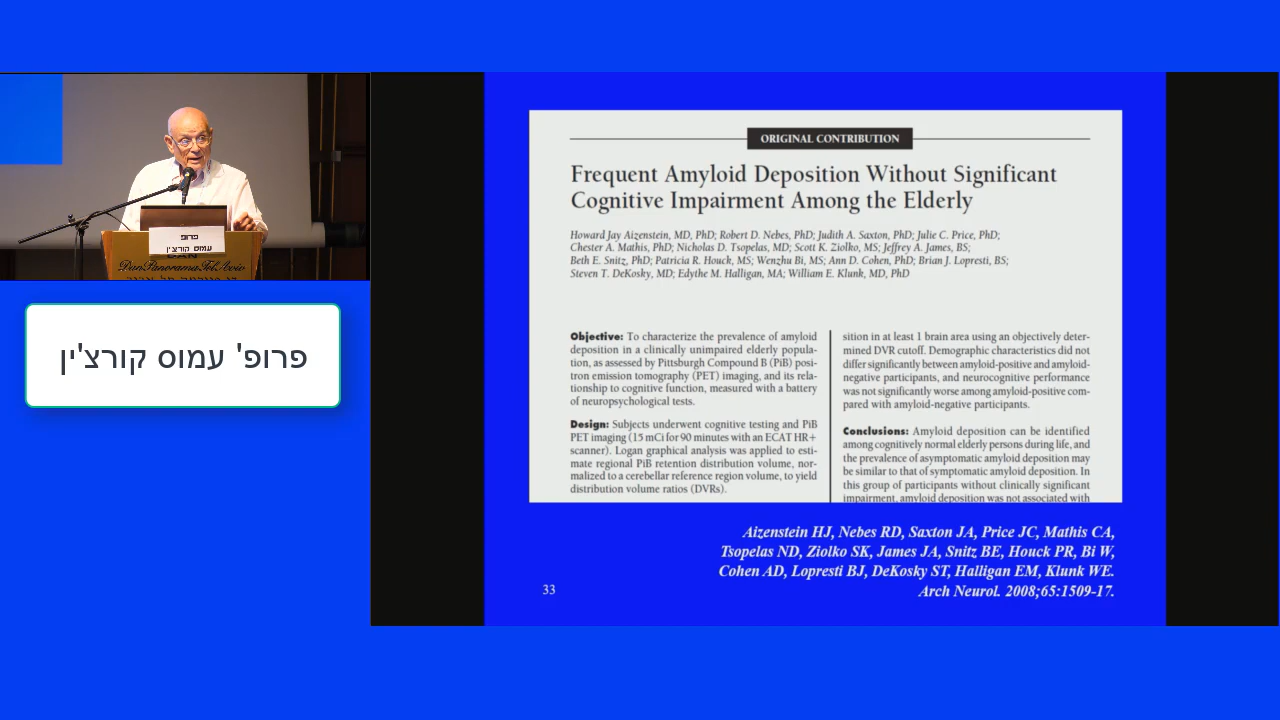 פרופ'
עמוס קורצ'ין
DAN
Dan Panorama Tel Aviv
פרופ' עמוס קורצ'ין
ORIGINAL CONTRIBUTION
Frequent Amyloid Deposition Without Significant
Cognitive Impairment Among the Elderly
Howard Jay Aizenstein, MD, PhD; Robert D. Nebes, PhD; Judith A. Saxton, PhD; Julie C. Price, PhD;
Chester A. Mathis, PhD; Nicholas D. Tsopelas, MD; Scott K. Ziolko, MS; Jeffrey A. James, BS;
Beth E. Snitz, PhD; Patricia R. Houck, MS; Wenzhu Bi, MS; Ann D. Cohen, PhD; Brian J. Lopresti, BS;
Steven T. DeKosky, MD; Edythe M. Halligan, MA; William E. Klunk, MD, PhD
Objective: To characterize the prevalence of amyloid
deposition in a clinically unimpaired elderly popula-
tion, as assessed by Pittsburgh Compound B (PiB) posi-
tron emission tomography (PET) imaging, and its rela-
tionship to cognitive function, measured with a battery
of neuropsychological tests.
Design: Subjects underwent cognitive testing and PiB
PET imaging (15 mCi for 90 minutes with an ECAT HR+
scanner). Logan graphical analysis was applied to esti-
mate regional PiB retention distribution volume, nor-
malized to a cerebellar reference region volume, to yield
distribution volume ratios (DVRs).
sition in at least 1 brain area using an objectively deter-
mined DVR cutoff. Demographic characteristics did not
differ significantly between amyloid-positive and amyloid-
negative participants, and neurocognitive performance
was not significantly worse among amyloid-positive com-
pared with amyloid-negative participants.
Conclusions: Amyloid deposition can be identified
among cognitively normal elderly persons during life, and
the prevalence of asymptomatic amyloid deposition may
be similar to that of symptomatic amyloid deposition. In
this group of participants without clinically significant
impairment, amyloid deposition was not associated with
Aizenstein HJ, Nebes RD, Saxton JA, Price JC, Mathis CA,
Tsopelas ND, Ziolko SK, James JA, Snitz BE, Houck PR, Bi W,
Cohen AD, Lopresti BJ, DeKosky ST, Halligan EM, Klunk WE.
Arch Neurol. 2008;65:1509-17.
33